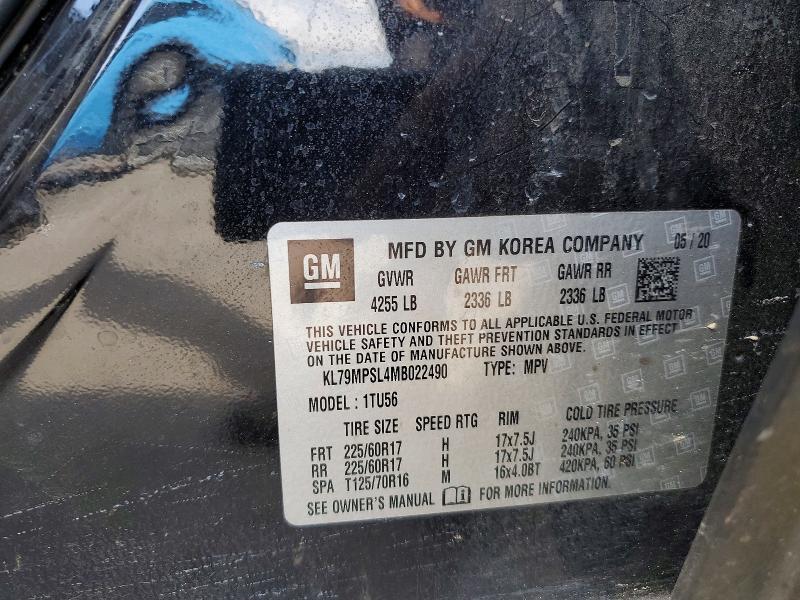 GM
MFD BY GM KOREA COMPANY 05/20
GVWR GAWR FRT GAWR RR
4255 LB 2336 LB 2336 LB
THIS VEHICLE CONFORMS TO ALL APPLICABLE U.S. FEDERAL MOTOR
VEHICLE SAFETY AND THEFT PREVENTION STANDARDS IN EFFECT
ON THE DATE OF MANUFACTURE SHOWN ABOVE.
KL79MPSL4MB022490 TYPE: MPV
MODEL : 1TU56
TIRE SIZE SPEED RTG RIM COLD TIRE PRESSURE
FRT 225/60R17 H 17x7.5J 240KPA, 35 PSI
RR 225/60R17 H 17x7.5J 240KPA, 35 PSI
SPA T125/70R16 M 16x4.0BT 420KPA, 60 PSI
SEE OWNER'S MANUAL FOR MORE INFORMATION.